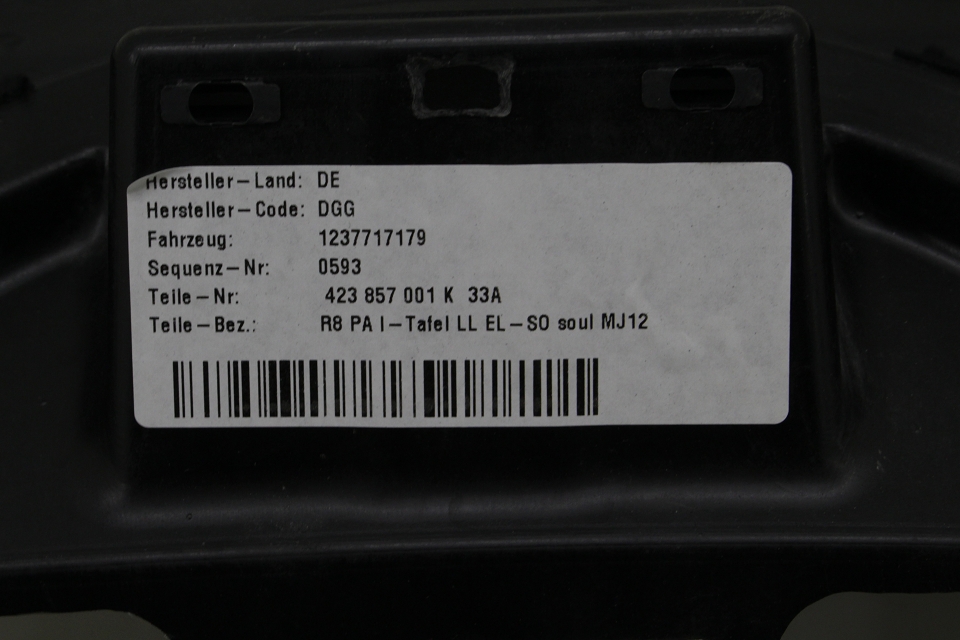 Hersteller-Land: DE
Hersteller-Code: DGG
Fahrzeug: 1237717179
Sequenz-Nr: 0593
Teile-Nr: 423 857 001 K 33A
Teile-Bez.: R8 PA I-Tafel LL EL-SO soul MJ12